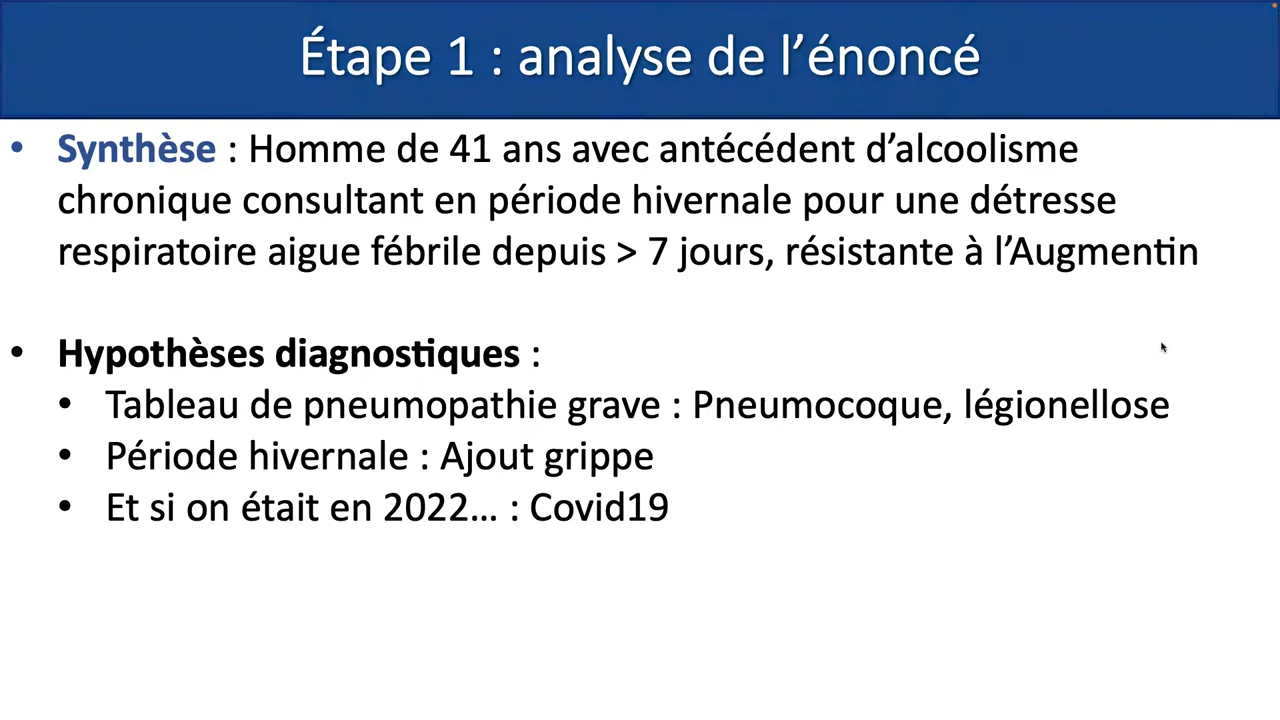 Étape 1 : analyse de l’énoncé
• Synthèse : Homme de 41 ans avec antécédent d’alcoolisme
chronique consultant en période hivernale pour une détresse
respiratoire aigue fébrile depuis > 7 jours, résistante à l’Augmentin
• Hypothèses diagnostiques :
• Tableau de pneumopathie grave : Pneumocoque, légionellose
• Période hivernale : Ajout grippe
• Et si on était en 2022... : Covid19